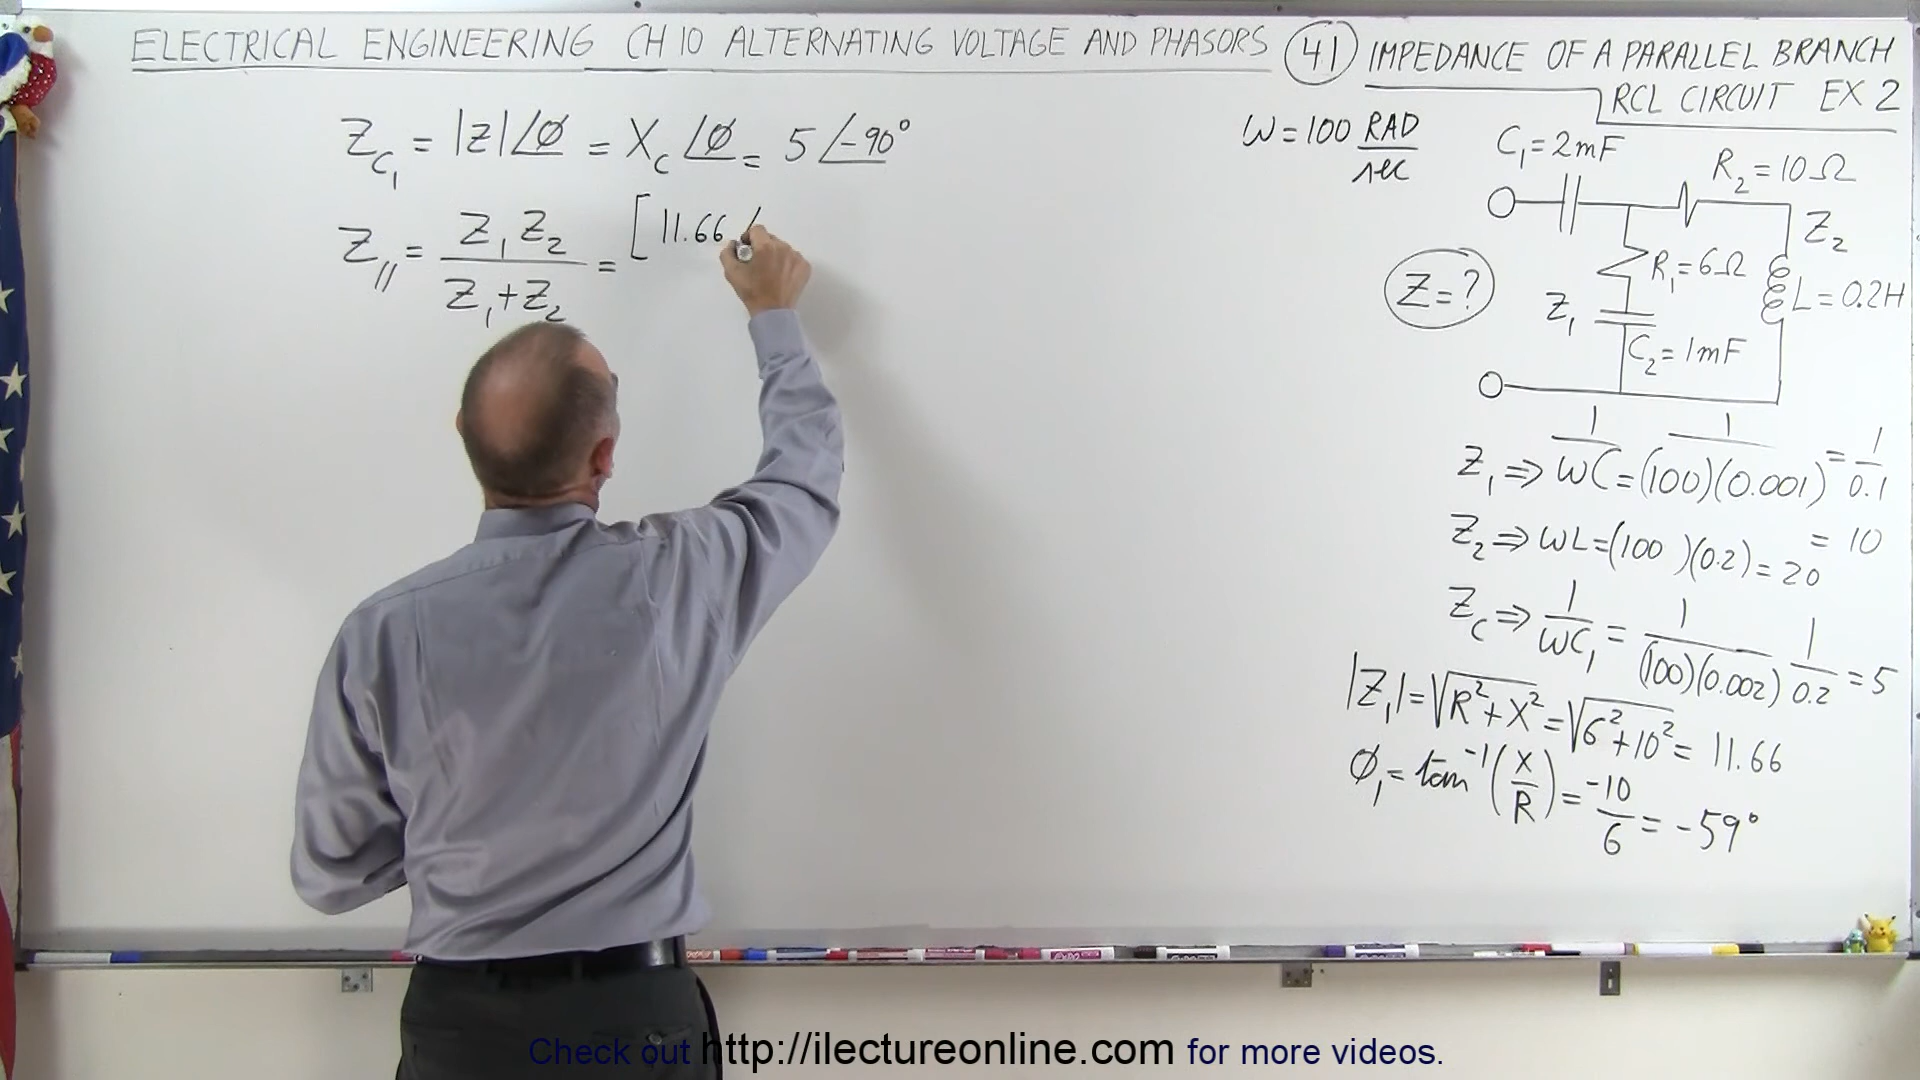 ELECTRICAL ENGINEERING CH 10 ALTERNATING VOLTAGE AND PHASORS 41 IMPEDANCE OF A PARALLEL BRANCH
RCL CIRCUIT EX 2
Z_C₁ = |Z|∠Ø = X_C ∠Ø = 5 ∠-90°
Z_// = Z₁Z₂ / (Z₁+Z₂) = [11.66 ∠
ω = 100 RAD/sec
C₁ = 2mF
R₂ = 10Ω
Z₂
R₁ = 6Ω
Z = ?
L = 0.2H
Z₁
C₂ = 1mF
Z₁ ⇒ 1/WC = 1/(100)(0.001) = 1/0.1
= 10
Z₂ ⇒ WL = (100 )(0.2) = 20
Z_C ⇒ 1/WC₁ = 1/(100)(0.002) 1/0.2 = 5
|Z₁| = √R²+X² = √6²+10² = 11.66
Ø₁ = tan⁻¹(X/R) = -10/6 = -59°
Check out http://ilectureonline.com for more videos.